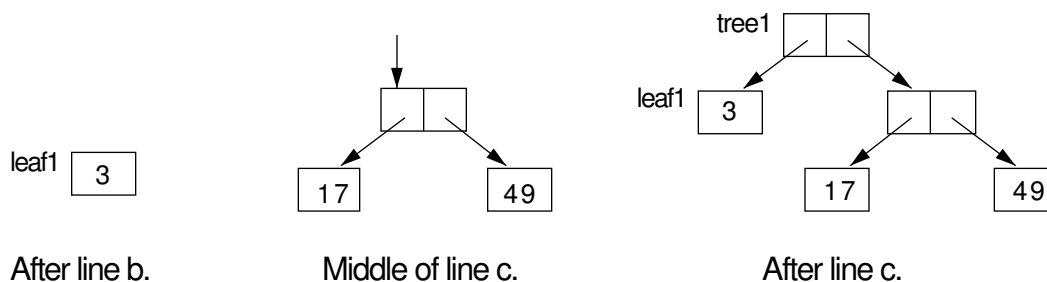 tree1
leaf1
3
leaf1
3
17
49
17
49
After line b.
Middle of line c.
After line c.